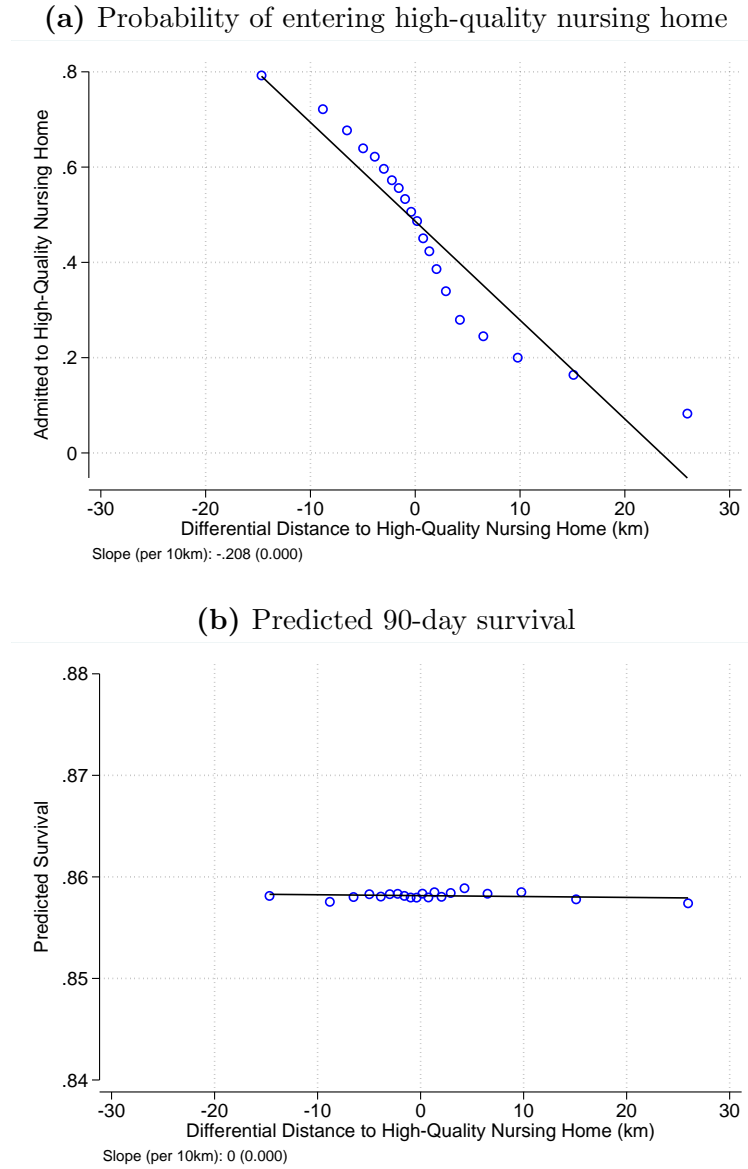 (a) Probability of entering high-quality nursing home
Admitted to High-Quality Nursing Home
.8
.6
.4
.2
0
-30 -20 -10 0 10 20 30
Differential Distance to High-Quality Nursing Home (km)
Slope (per 10km): -.208 (0.000)
(b) Predicted 90-day survival
Predicted Survival
.88
.87
.86
.85
.84
-30 -20 -10 0 10 20 30
Differential Distance to High-Quality Nursing Home (km)
Slope (per 10km): 0 (0.000)